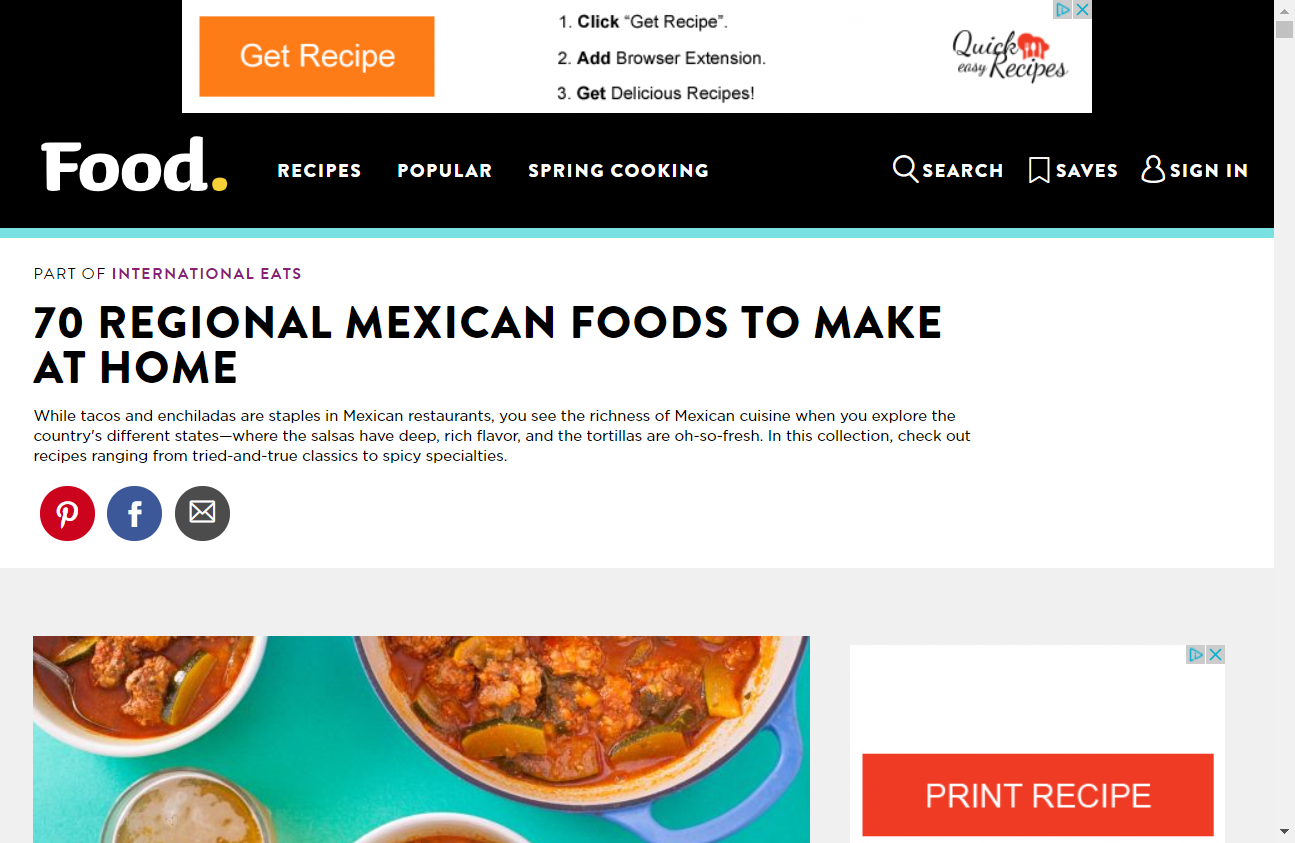 Get Recipe
1. Click “Get Recipe”.
2. Add Browser Extension.
3. Get Delicious Recipes!
Quick
easy Recipes
Food.
RECIPES
POPULAR
SPRING COOKING
SEARCH
SAVES
SIGN IN
PART OF INTERNATIONAL EATS
70 REGIONAL MEXICAN FOODS TO MAKE
AT HOME
While tacos and enchiladas are staples in Mexican restaurants, you see the richness of Mexican cuisine when you explore the
country's different states—where the salsas have deep, rich flavor, and the tortillas are oh-so-fresh. In this collection, check out
recipes ranging from tried-and-true classics to spicy specialties.
PRINT RECIPE